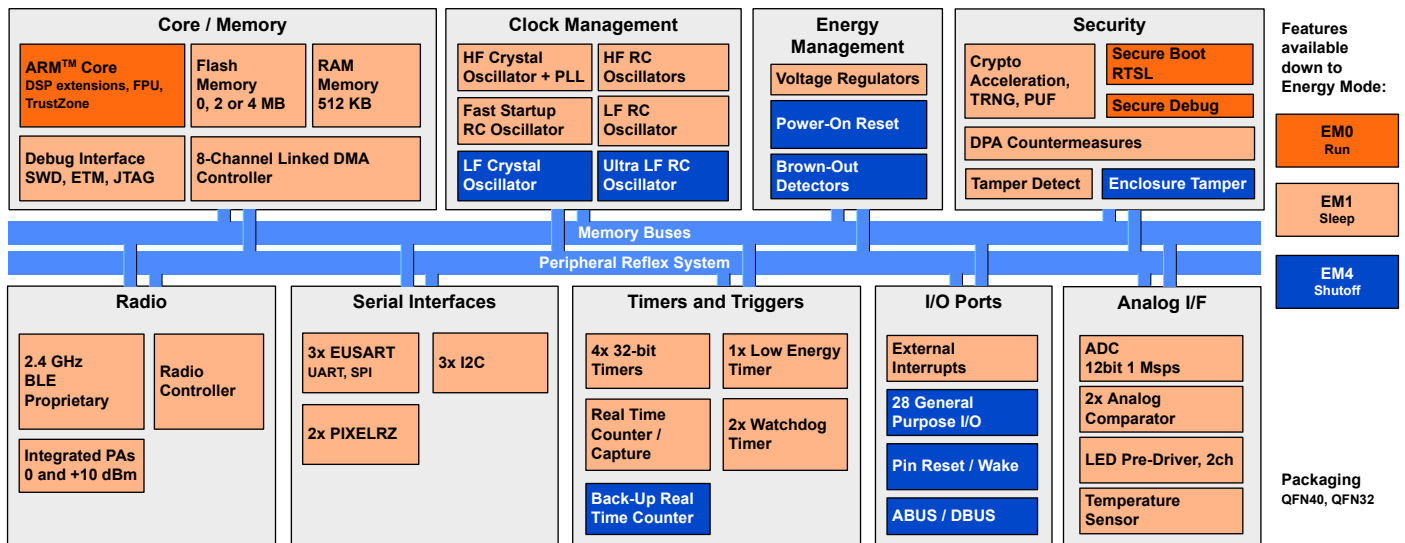 Core / Memory
ARM™ Core
DSP extensions, FPU,
TrustZone
Flash
Memory
0, 2 or 4 MB
RAM
Memory
512 KB
Debug Interface
SWD, ETM, JTAG
8-Channel Linked DMA
Controller
Clock Management
HF Crystal
Oscillator + PLL
HF RC
Oscillators
Fast Startup
RC Oscillator
LF RC
Oscillator
LF Crystal
Oscillator
Ultra LF RC
Oscillator
Energy
Management
Voltage Regulators
Power-On Reset
Brown-Out
Detectors
Security
Crypto
Acceleration,
TRNG, PUF
Secure Boot
RTSL
Secure Debug
DPA Countermeasures
Tamper Detect
Enclosure Tamper
Features
available
down to
Energy Mode:
EM0
Run
EM1
Sleep
EM4
Shutoff
Memory Buses
Peripheral Reflex System
Radio
2.4 GHz
BLE
Proprietary
Radio
Controller
Integrated PAs
0 and +10 dBm
Serial Interfaces
3x EUSART
UART, SPI
3x I2C
2x PIXELRZ
Timers and Triggers
4x 32-bit
Timers
1x Low Energy
Timer
Real Time
Counter /
Capture
2x Watchdog
Timer
Back-Up Real
Time Counter
I/O Ports
External
Interrupts
28 General
Purpose I/O
Pin Reset / Wake
ABUS / DBUS
Analog I/F
ADC
12bit 1 Msps
2x Analog
Comparator
LED Pre-Driver, 2ch
Temperature
Sensor
Packaging
QFN40, QFN32